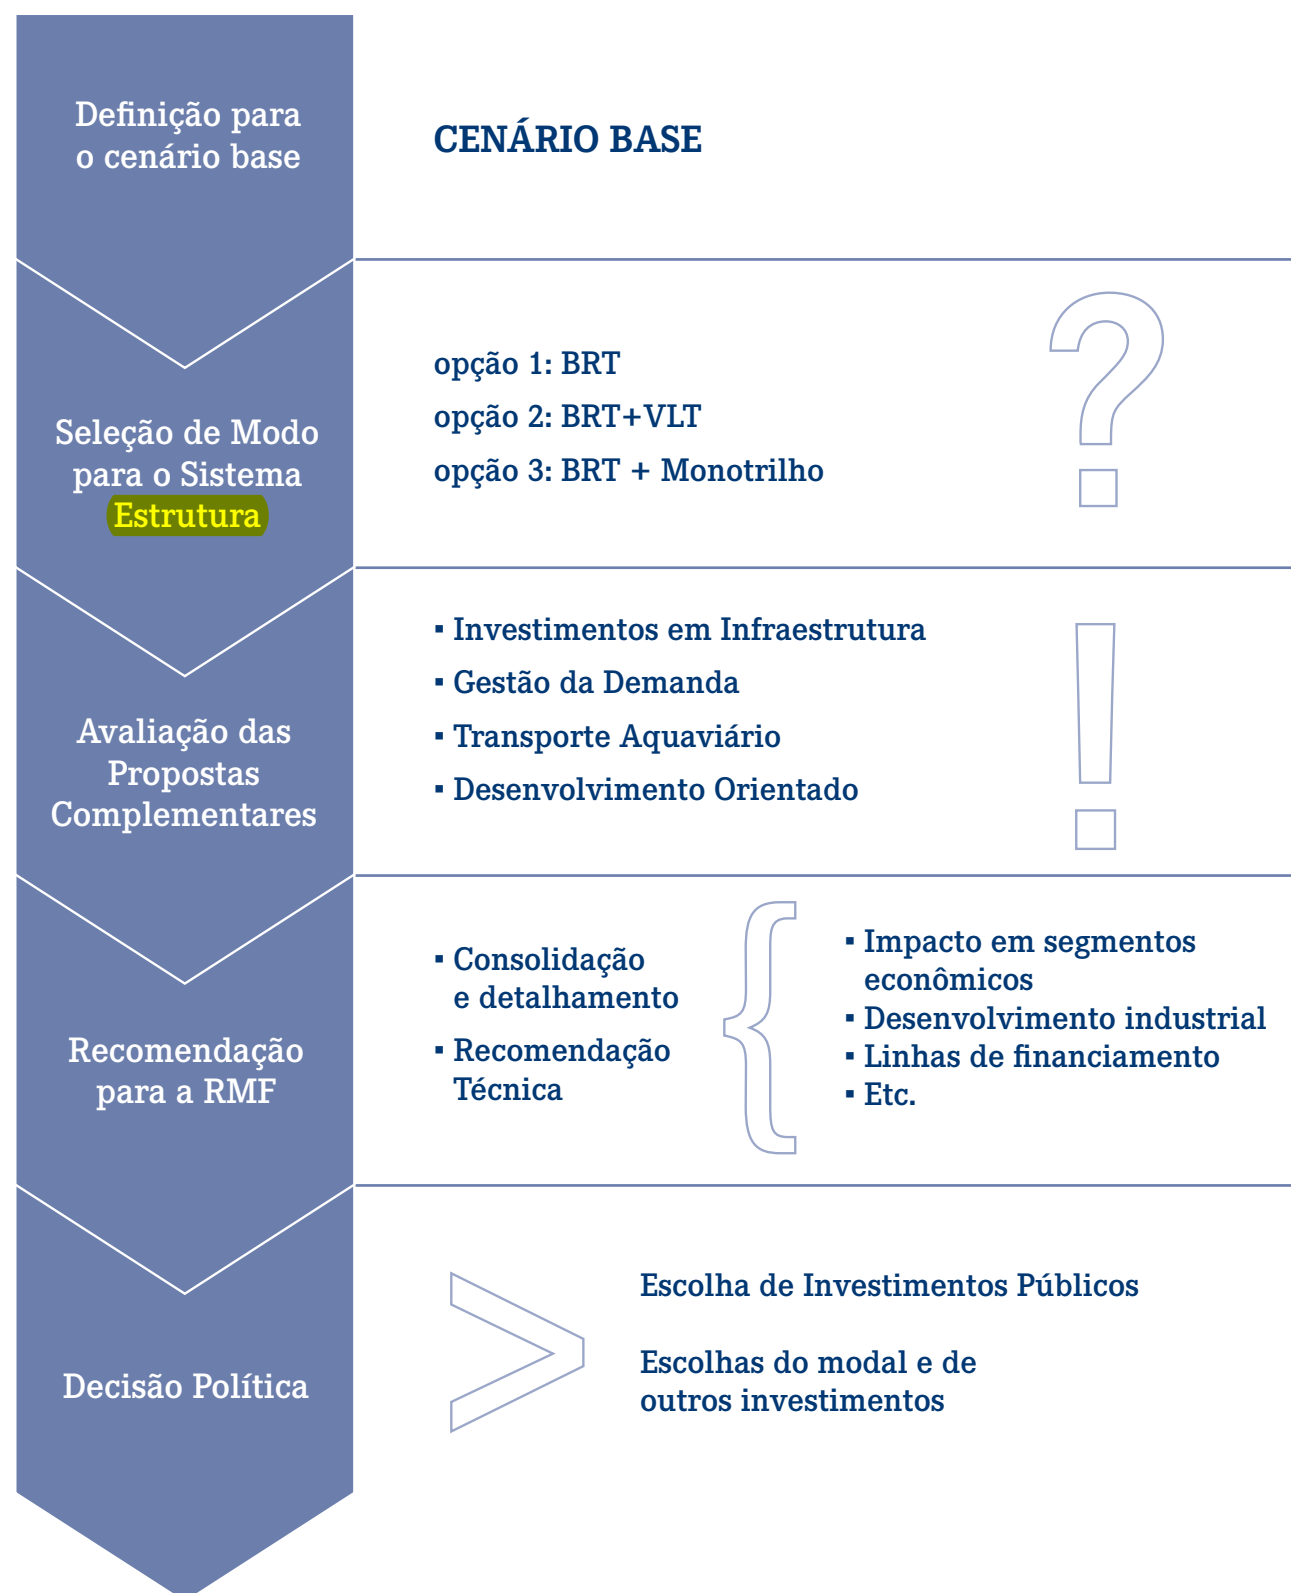 Definição para
o cenário base
CENÁRIO BASE
Seleção de Modo
para o Sistema
Estrutura
opção 1: BRT
opção 2: BRT+VLT
opção 3: BRT + Monotrilho
?
Avaliação das
Propostas
Complementares
▪ Investimentos em Infraestrutura
▪ Gestão da Demanda
▪ Transporte Aquaviário
▪ Desenvolvimento Orientado
!
Recomendação
para a RMF
▪ Consolidação
e detalhamento
▪ Recomendação
Técnica
{
▪ Impacto em segmentos
econômicos
▪ Desenvolvimento industrial
▪ Linhas de financiamento
▪ Etc.
Decisão Política
>
Escolha de Investimentos Públicos
Escolhas do modal e de
outros investimentos